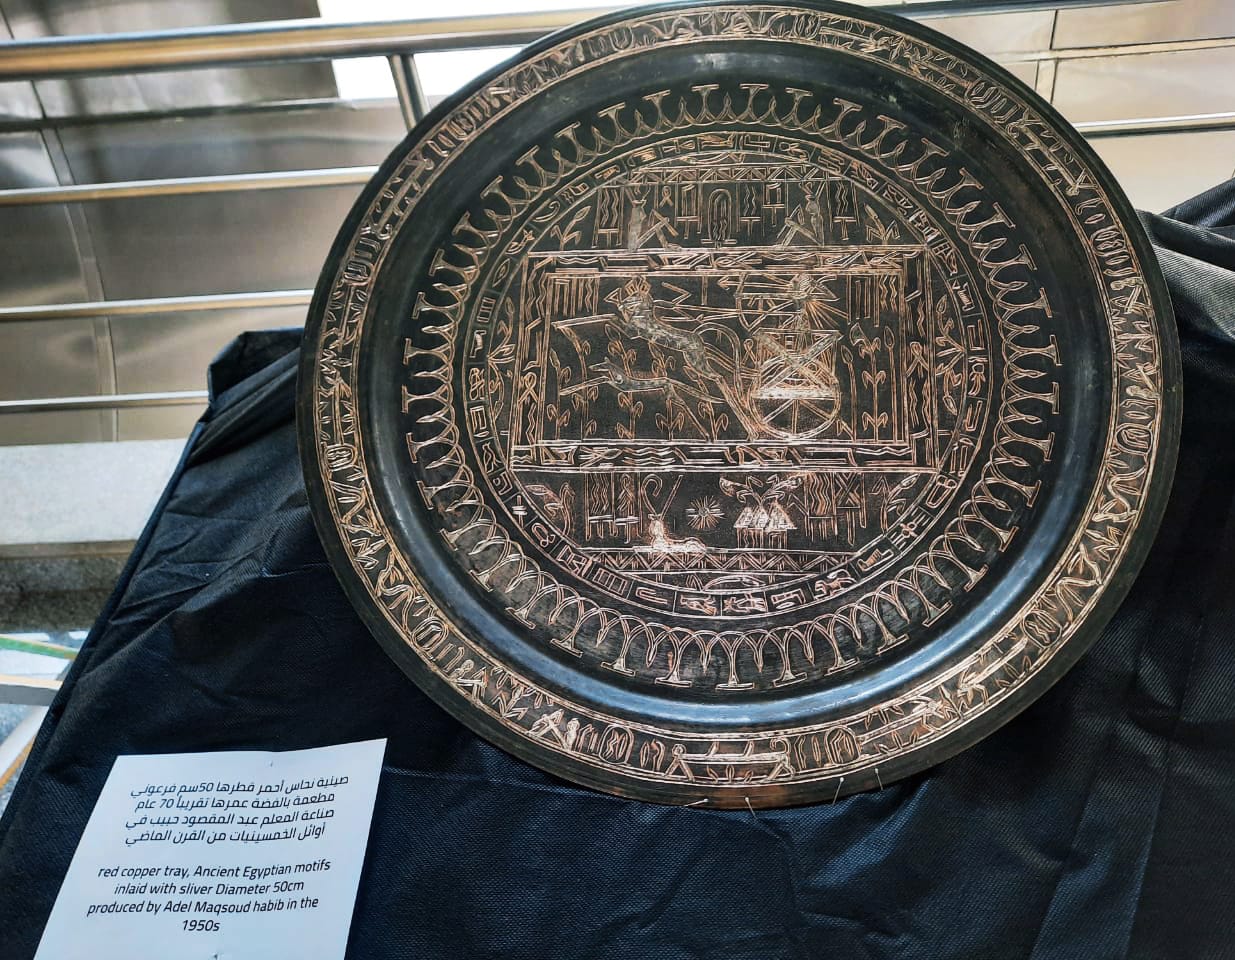 صينية نحاس أحمر قطرها 50سم فرعوني
مطعمة بالفضة عمرها تقريباً 70 عام
صناعة المعلم عبد المقصود حبيب في
أوائل الخمسينيات من القرن الماضي
red copper tray, Ancient Egyptian motifs
inlaid with sliver Diameter 50cm
produced by Adel Maqsoud habib in the
1950s